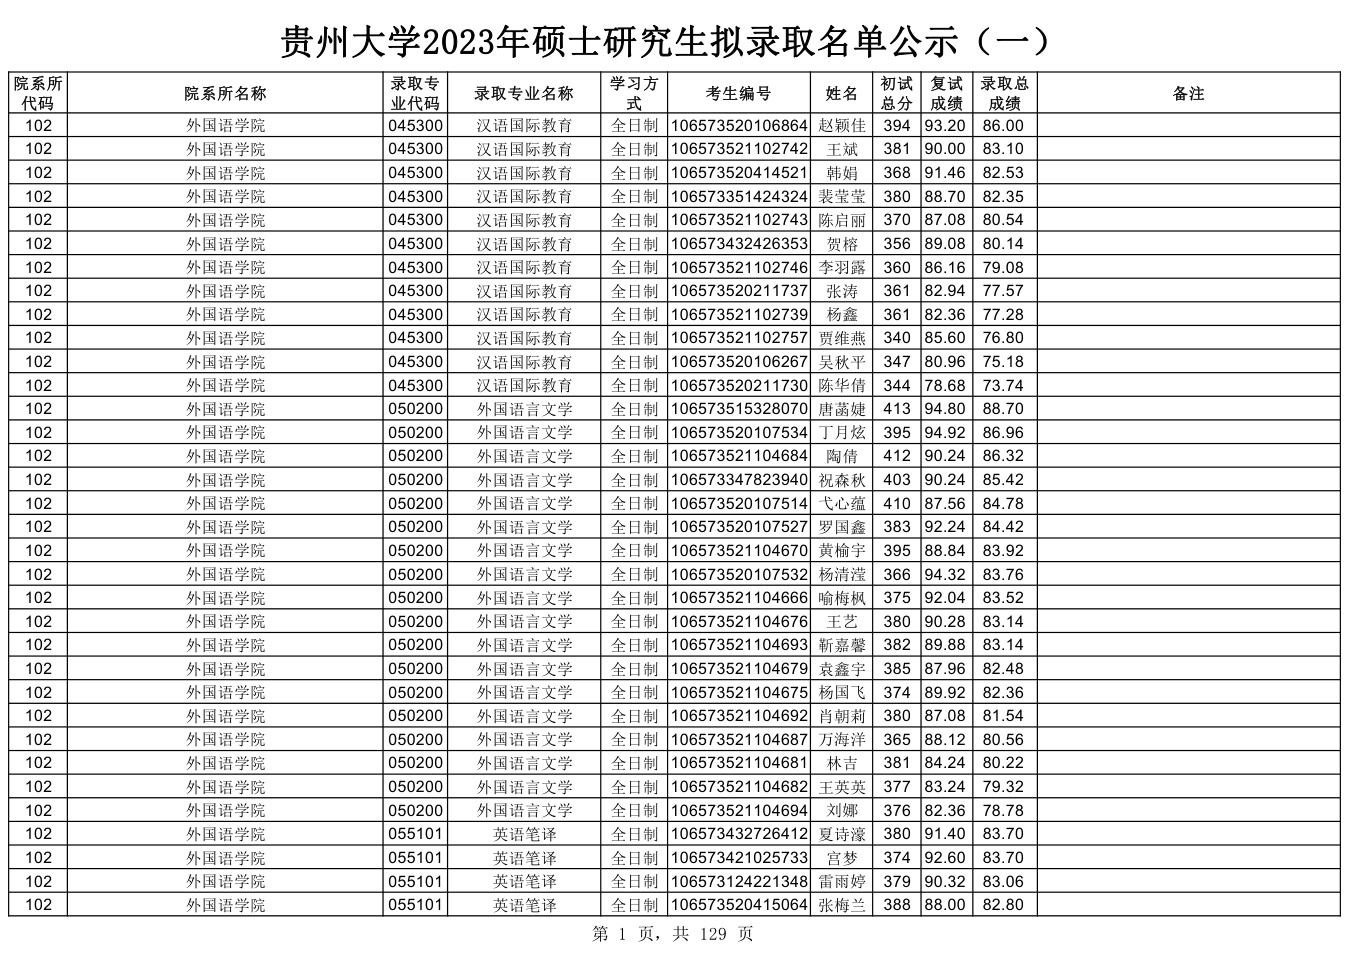 贵州大学2023年硕士研究生拟录取名单公示（一）
院系所代码 院系所名称 录取专业代码 录取专业名称 学习方式 考生编号 姓名 初试总分 复试成绩 录取总成绩 备注
102 外国语学院 045300 汉语国际教育 全日制 106573520106864 赵颖佳 394 93.20 86.00
102 外国语学院 045300 汉语国际教育 全日制 106573521102742 王斌 381 90.00 83.10
102 外国语学院 045300 汉语国际教育 全日制 106573520414521 韩娟 368 91.46 82.53
102 外国语学院 045300 汉语国际教育 全日制 106573351424324 裴莹莹 380 88.70 82.35
102 外国语学院 045300 汉语国际教育 全日制 106573521102743 陈启丽 370 87.08 80.54
102 外国语学院 045300 汉语国际教育 全日制 106573432426353 贺榕 356 89.08 80.14
102 外国语学院 045300 汉语国际教育 全日制 106573521102746 李羽露 360 86.16 79.08
102 外国语学院 045300 汉语国际教育 全日制 106573520211737 张涛 361 82.94 77.57
102 外国语学院 045300 汉语国际教育 全日制 106573521102739 杨鑫 361 82.36 77.28
102 外国语学院 045300 汉语国际教育 全日制 106573521102757 贾维燕 340 85.60 76.80
102 外国语学院 045300 汉语国际教育 全日制 106573520106267 吴秋平 347 80.96 75.18
102 外国语学院 045300 汉语国际教育 全日制 106573520211730 陈华倩 344 78.68 73.74
102 外国语学院 050200 外国语言文学 全日制 106573515328070 唐菡婕 413 94.80 88.70
102 外国语学院 050200 外国语言文学 全日制 106573520107534 丁月炫 395 94.92 86.96
102 外国语学院 050200 外国语言文学 全日制 106573521104684 陶倩 412 90.24 86.32
102 外国语学院 050200 外国语言文学 全日制 106573347823940 祝森秋 403 90.24 85.42
102 外国语学院 050200 外国语言文学 全日制 106573520107514 弋心蕴 410 87.56 84.78
102 外国语学院 050200 外国语言文学 全日制 106573520107527 罗国鑫 383 92.24 84.42
102 外国语学院 050200 外国语言文学 全日制 106573521104670 黄榆宇 395 88.84 83.92
102 外国语学院 050200 外国语言文学 全日制 106573520107532 杨清滢 366 94.32 83.76
102 外国语学院 050200 外国语言文学 全日制 106573521104666 喻梅枫 375 92.04 83.52
102 外国语学院 050200 外国语言文学 全日制 106573521104676 王艺 380 90.28 83.14
102 外国语学院 050200 外国语言文学 全日制 106573521104693 靳嘉馨 382 89.88 83.14
102 外国语学院 050200 外国语言文学 全日制 106573521104679 袁鑫宇 385 87.96 82.48
102 外国语学院 050200 外国语言文学 全日制 106573521104675 杨国飞 374 89.92 82.36
102 外国语学院 050200 外国语言文学 全日制 106573521104692 肖朝莉 380 87.08 81.54
102 外国语学院 050200 外国语言文学 全日制 106573521104687 万海洋 365 88.12 80.56
102 外国语学院 050200 外国语言文学 全日制 106573521104681 林吉 381 84.24 80.22
102 外国语学院 050200 外国语言文学 全日制 106573521104682 王英英 377 83.24 79.32
102 外国语学院 050200 外国语言文学 全日制 106573521104694 刘娜 376 82.36 78.78
102 外国语学院 055101 英语笔译 全日制 106573432726412 夏诗濠 380 91.40 83.70
102 外国语学院 055101 英语笔译 全日制 106573421025733 宫梦 374 92.60 83.70
102 外国语学院 055101 英语笔译 全日制 106573124221348 雷雨婷 379 90.32 83.06
102 外国语学院 055101 英语笔译 全日制 106573520415064 张梅兰 388 88.00 82.80
第 1 页，共 129 页